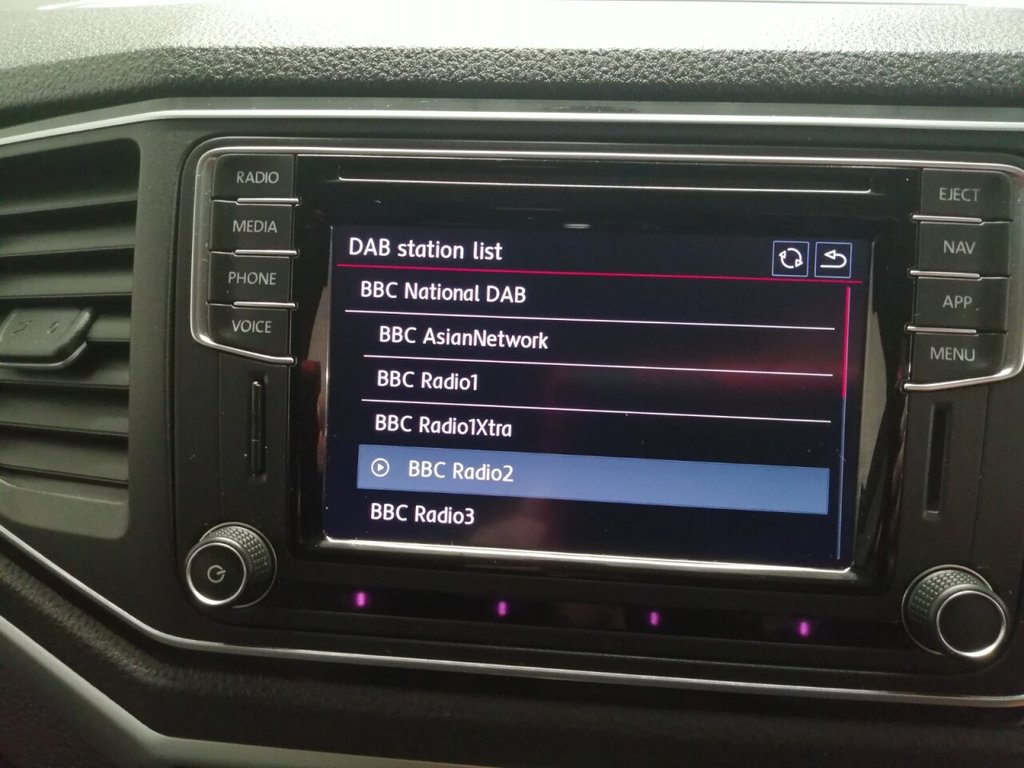 RADIO
MEDIA
PHONE
VOICE
DAB station list
BBC National DAB
BBC AsianNetwork
BBC Radio1
BBC Radio1Xtra
BBC Radio2
BBC Radio3
EJECT
NAV
APP
MENU